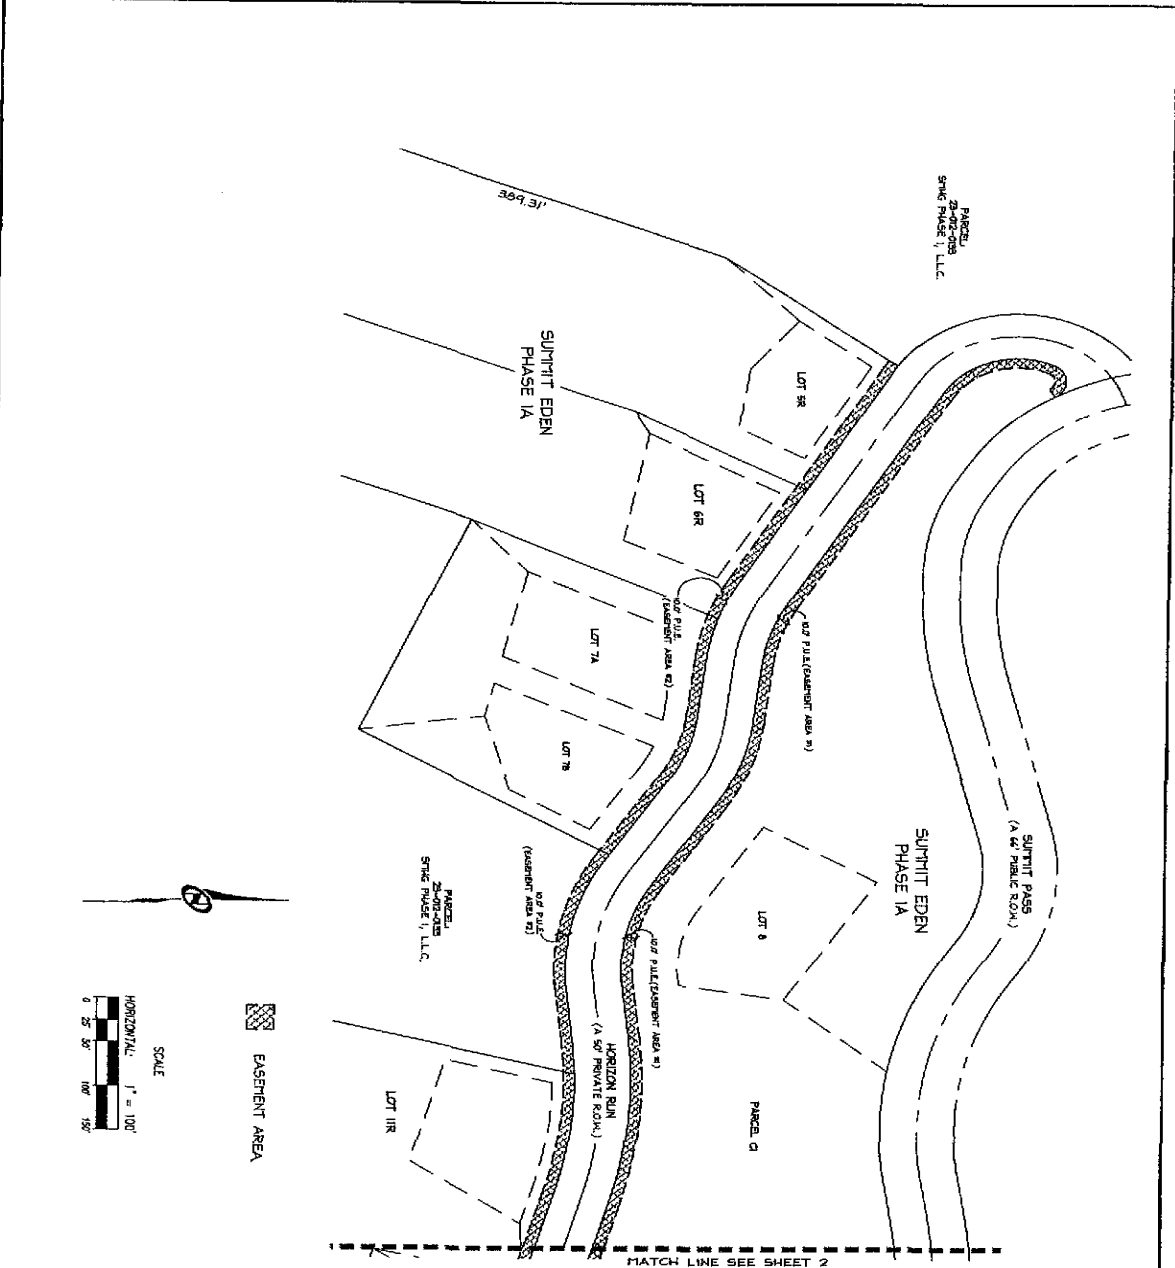 PARCEL
SMHG PHASE 1, L.L.C.
389.31'
SUMMIT EDEN
PHASE 1A
LOT 5R
LOT 6R
10.0' P.U.E.
(EASEMENT AREA #2)
10.0' P.U.E.(EASEMENT AREA #1)
LOT 7A
LOT 7B
SUMMIT PASS
(A 66' PUBLIC R.O.W.)
SUMMIT EDEN
PHASE 1A
LOT 8
10.0' P.U.E.
(EASEMENT AREA #2)
10.0' P.U.E.(EASEMENT AREA #1)
PARCEL
SMHG PHASE 1, L.L.C.
HORIZON RUN
(A 50' PRIVATE R.O.W.)
PARCEL C1
LOT 11R
N
EASEMENT AREA
SCALE
HORIZONTAL: 1" = 100'
0 25' 50' 100' 150'
MATCH LINE SEE SHEET 2